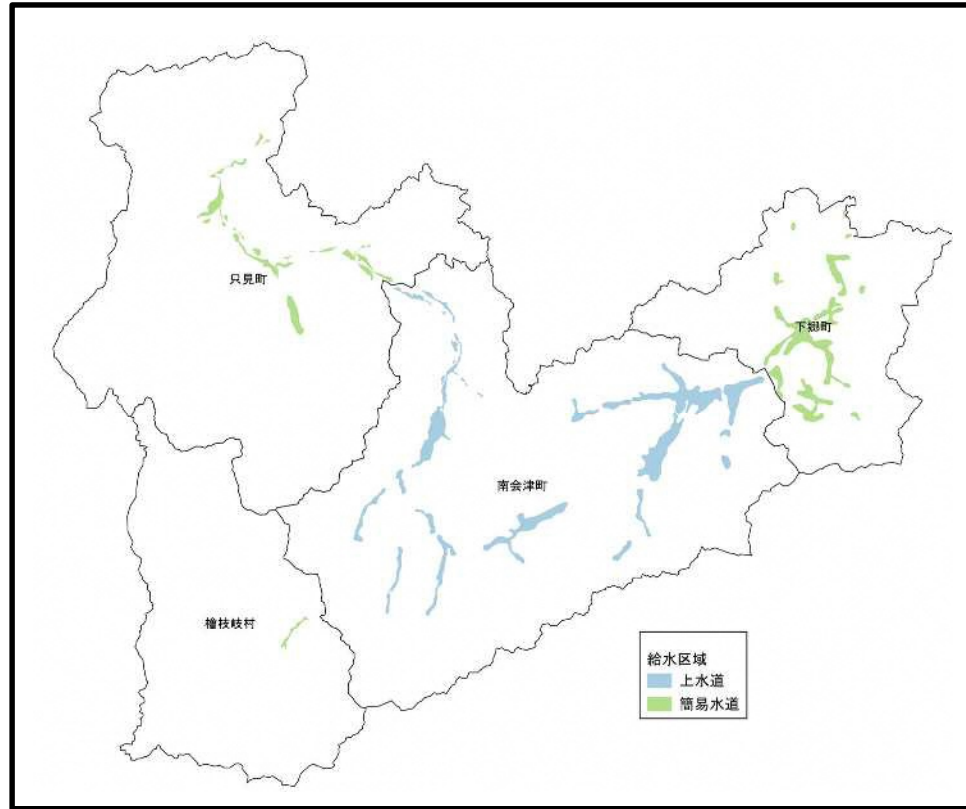 只見町
下郷町
南会津町
檜枝岐村
給水区域
上水道
簡易水道